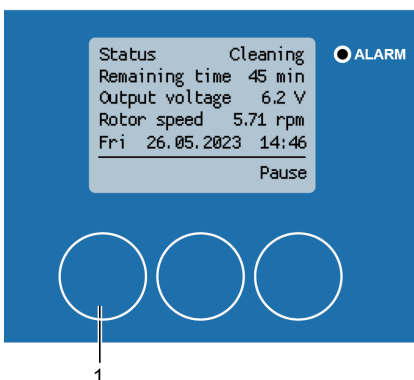 Status Cleaning
ALARM
Remaining time 45 min
Output voltage 6.2 V
Rotor speed 5.71 rpm
Fri 26.05.2023 14:46
Pause
1